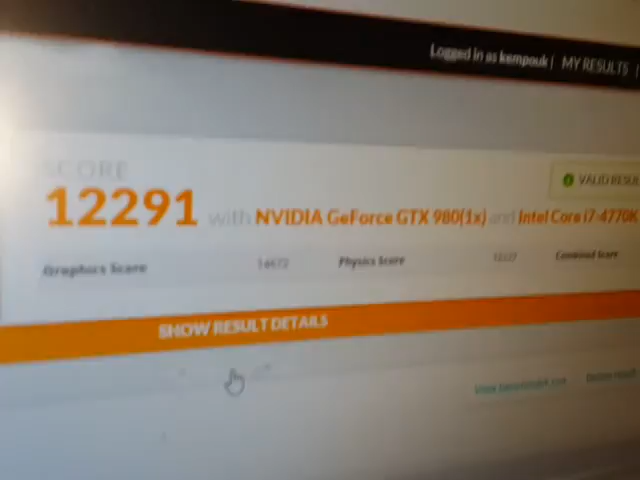 Logged in as kempouk | MY RESULTS |
SCORE
VALID RESU
12291 with NVIDIA GeForce GTX 980(1x) and Intel Core i7-4770K
Graphics Score Physics Score Combined Score
SHOW RESULT DETAILS